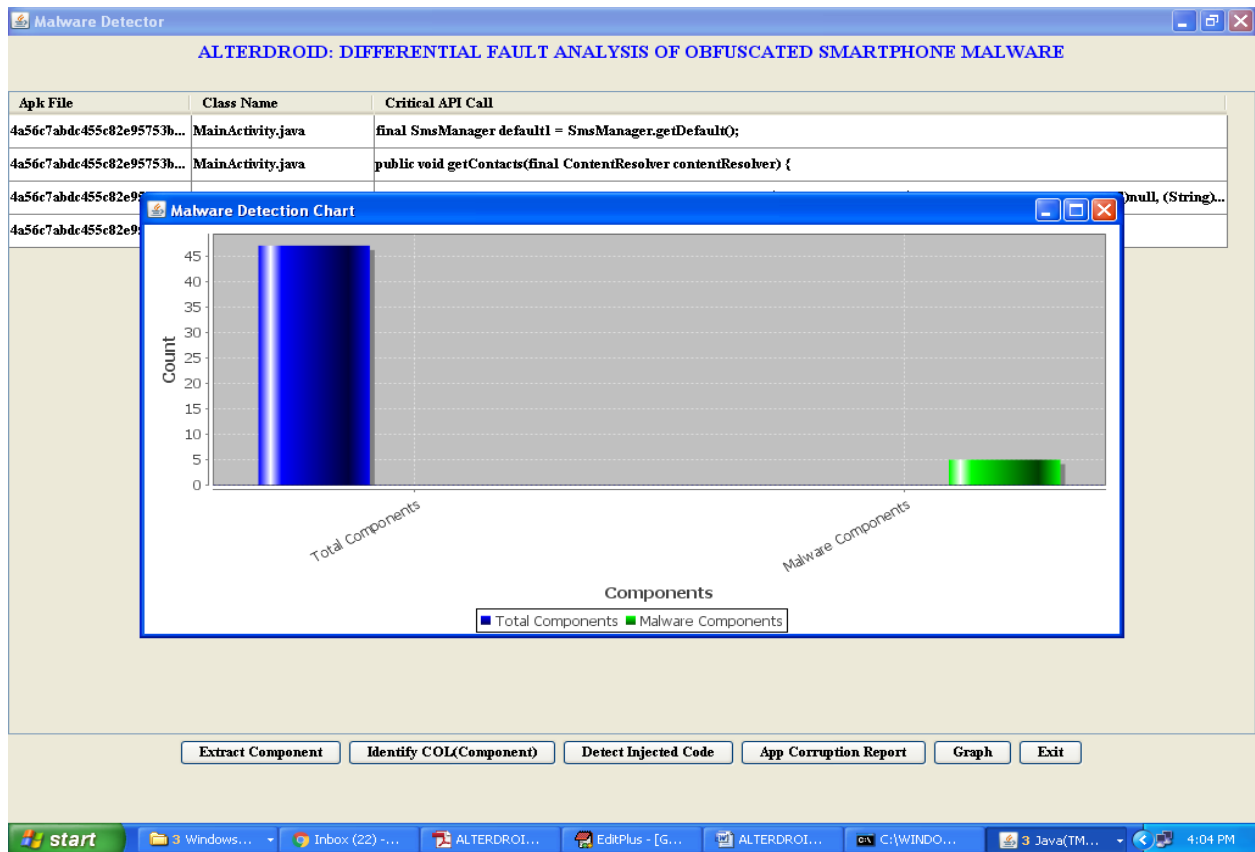 Malware Detector
ALTERDROID: DIFFERENTIAL FAULT ANALYSIS OF OBFUSCATED SMARTPHONE MALWARE
Apk File Class Name Critical API Call
4a56c7abdc455c82e95753b... MainActivity.java final SmsManager default1 = SmsManager.getDefault();
4a56c7abdc455c82e95753b... MainActivity.java public void getContacts(final ContentResolver contentResolver) {
4a56c7abdc455c82e95 )null, (String)...
4a56c7abdc455c82e95
Malware Detection Chart
45
40
35
30
25
20
15
10
5
0
Count
Total Components
Malware Components
Components
Total Components Malware Components
Extract Component Identify COL(Component) Detect Injected Code App Corruption Report Graph Exit
start 3 Windows... Inbox (22) -... ALTERDROI... EditPlus - [G... ALTERDROI... C:\WINDO... 3 Java(TM... 4:04 PM